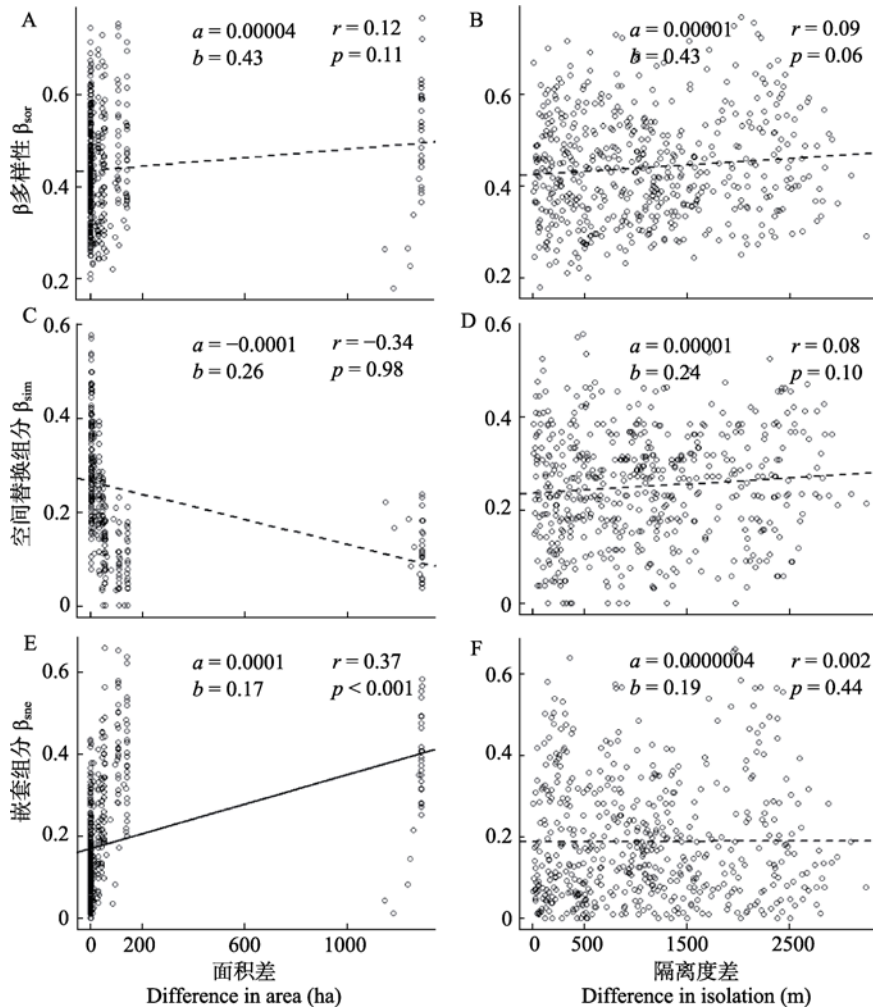 A
a = 0.00004 r = 0.12
b = 0.43 p = 0.11
β多样性 βsor
0.6
0.4
0.2
B
a = 0.00001 r = 0.09
b = 0.43 p = 0.06
0.6
0.4
0.2
C
a = −0.0001 r = −0.34
b = 0.26 p = 0.98
空间替换组分 βsim
0.6
0.4
0.2
0
D
a = 0.00001 r = 0.08
b = 0.24 p = 0.10
0.6
0.4
0.2
0
E
a = 0.0001 r = 0.37
b = 0.17 p < 0.001
嵌套组分 βsne
0.6
0.4
0.2
0
0 200 600 1000
面积差
Difference in area (ha)
F
a = 0.0000004 r = 0.002
b = 0.19 p = 0.44
0.6
0.4
0.2
0
0 500 1500 2500
隔离度差
Difference in isolation (m)